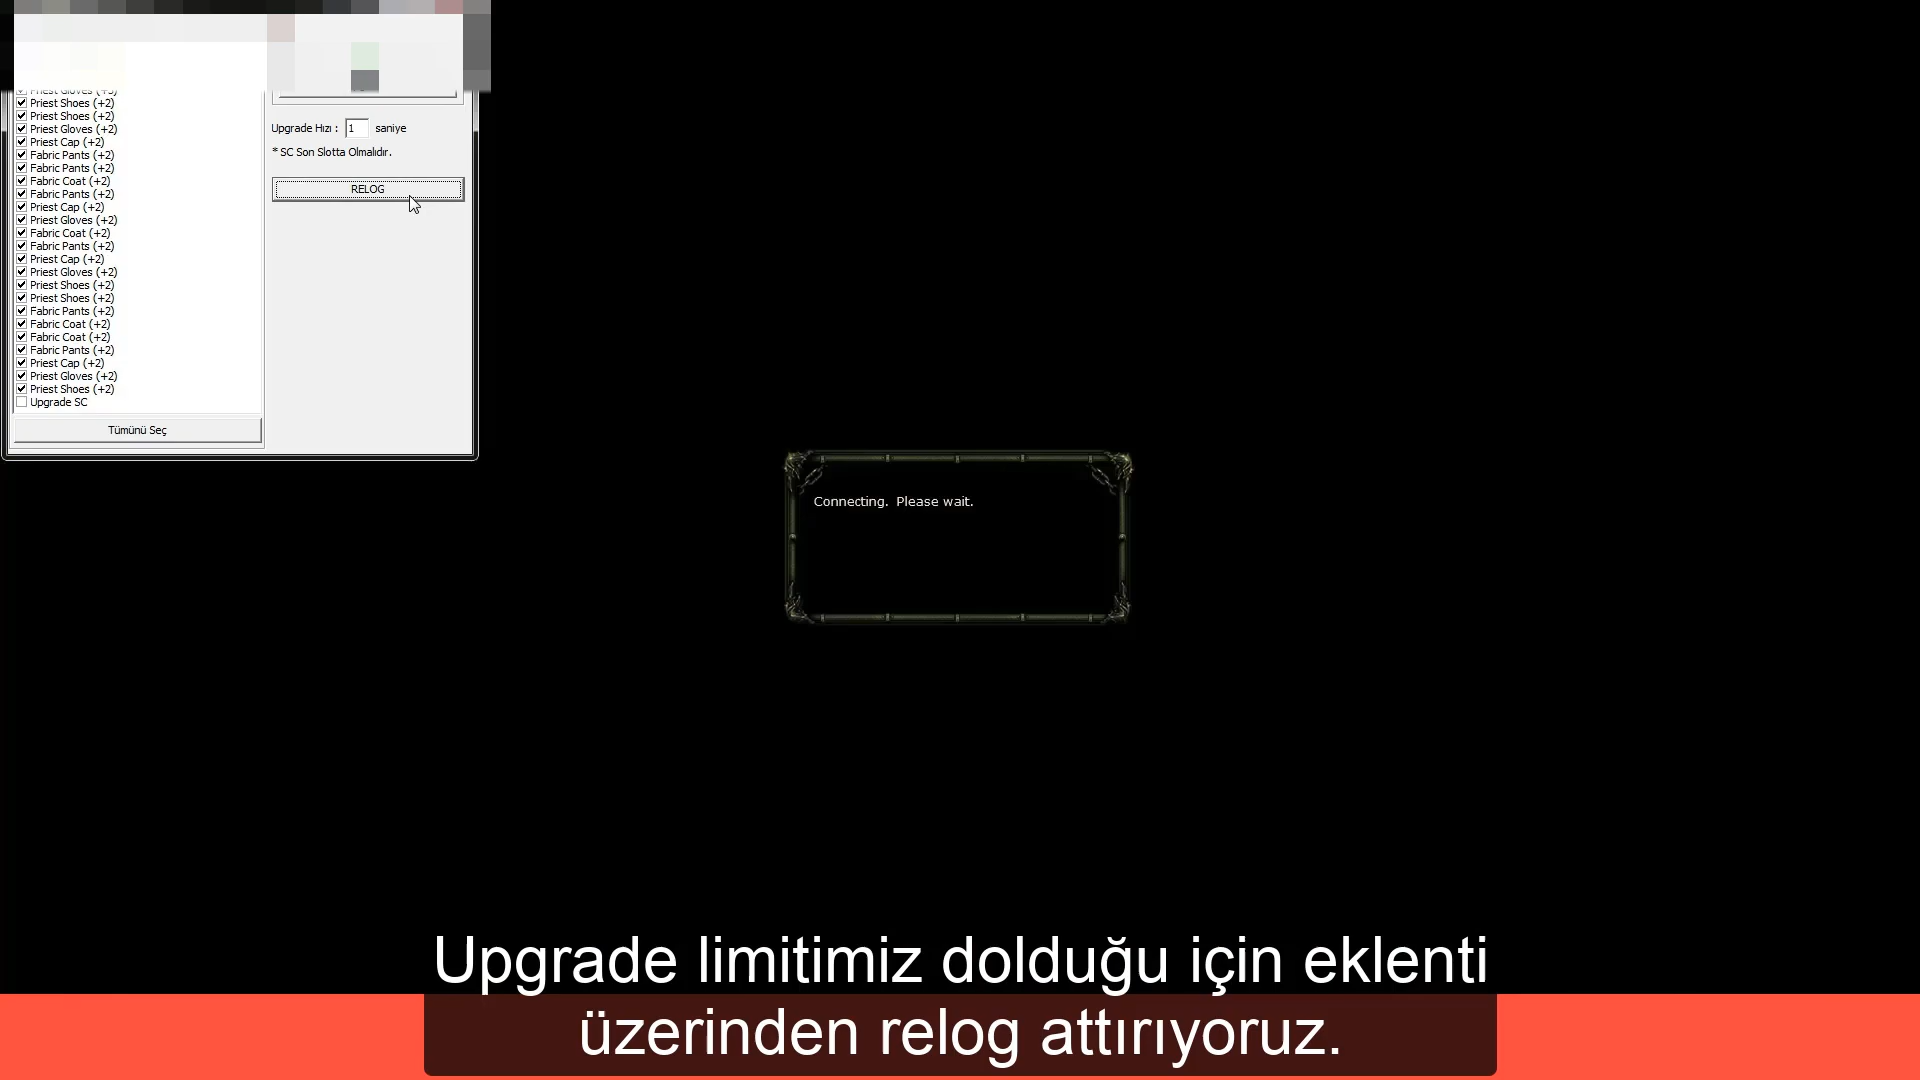 Priest Gloves (+3)
Priest Shoes (+2)
Priest Shoes (+2)
Priest Gloves (+2)
Priest Cap (+2)
Fabric Pants (+2)
Fabric Pants (+2)
Fabric Coat (+2)
Fabric Pants (+2)
Priest Cap (+2)
Priest Gloves (+2)
Fabric Coat (+2)
Fabric Pants (+2)
Priest Cap (+2)
Priest Gloves (+2)
Priest Shoes (+2)
Priest Shoes (+2)
Fabric Pants (+2)
Fabric Coat (+2)
Fabric Coat (+2)
Fabric Pants (+2)
Priest Cap (+2)
Priest Gloves (+2)
Priest Shoes (+2)
Upgrade SC
Tümünü Seç
Upgrade Hızı : 1 saniye
* SC Son Slotta Olmalıdır.
RELOG
Connecting. Please wait.
Upgrade limitimiz dolduğu için eklenti
üzerinden relog attırıyoruz.